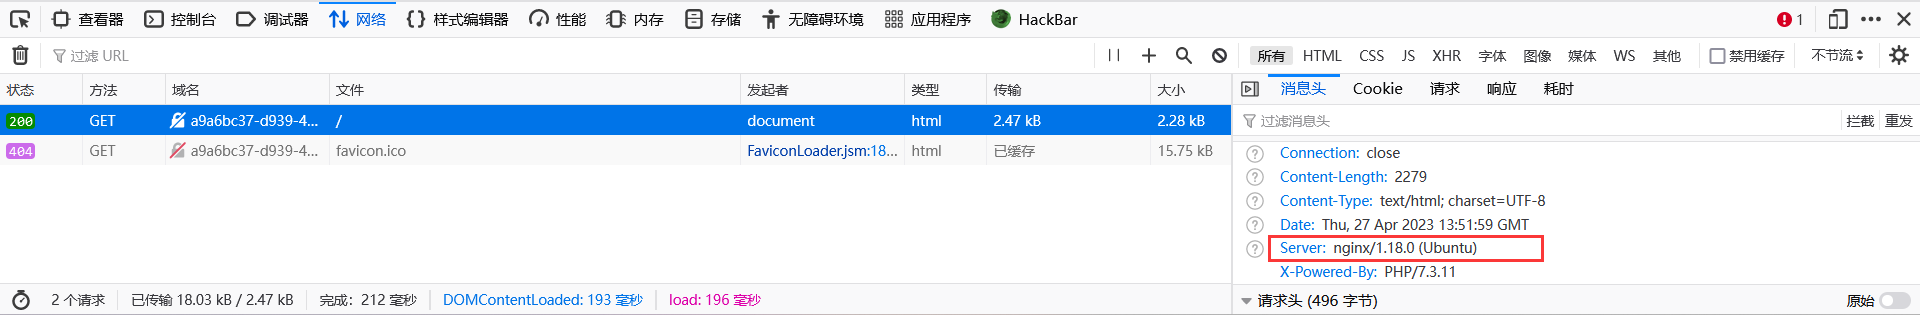 查看器 控制台 调试器 网络 样式编辑器 性能 内存 存储 无障碍环境 应用程序 HackBar 1
过滤 URL 所有 HTML CSS JS XHR 字体 图像 媒体 WS 其他 禁用缓存 不节流
状态 方法 域名 文件 发起者 类型 传输 大小
200 GET a9a6bc37-d939-4... / document html 2.47 kB 2.28 kB
404 GET a9a6bc37-d939-4... favicon.ico FaviconLoader.jsm:18... html 已缓存 15.75 kB
2 个请求 已传输 18.03 kB / 2.47 kB 完成：212 毫秒 DOMContentLoaded: 193 毫秒 load: 196 毫秒
消息头 Cookie 请求 响应 耗时
过滤消息头 拦截 重发
Connection: close
Content-Length: 2279
Content-Type: text/html; charset=UTF-8
Date: Thu, 27 Apr 2023 13:51:59 GMT
Server: nginx/1.18.0 (Ubuntu)
X-Powered-By: PHP/7.3.11
请求头 (496 字节) 原始